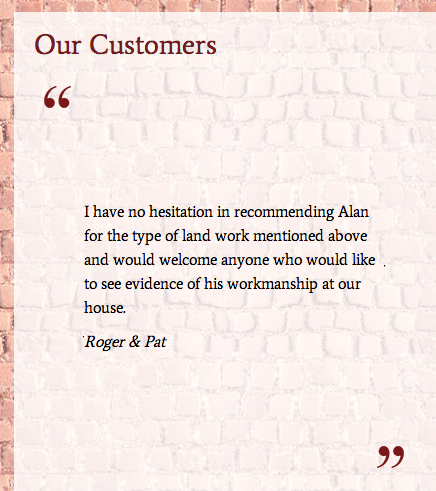 Our Customers
“
I have no hesitation in recommending Alan
for the type of land work mentioned above
and would welcome anyone who would like
to see evidence of his workmanship at our
house.
Roger & Pat
”